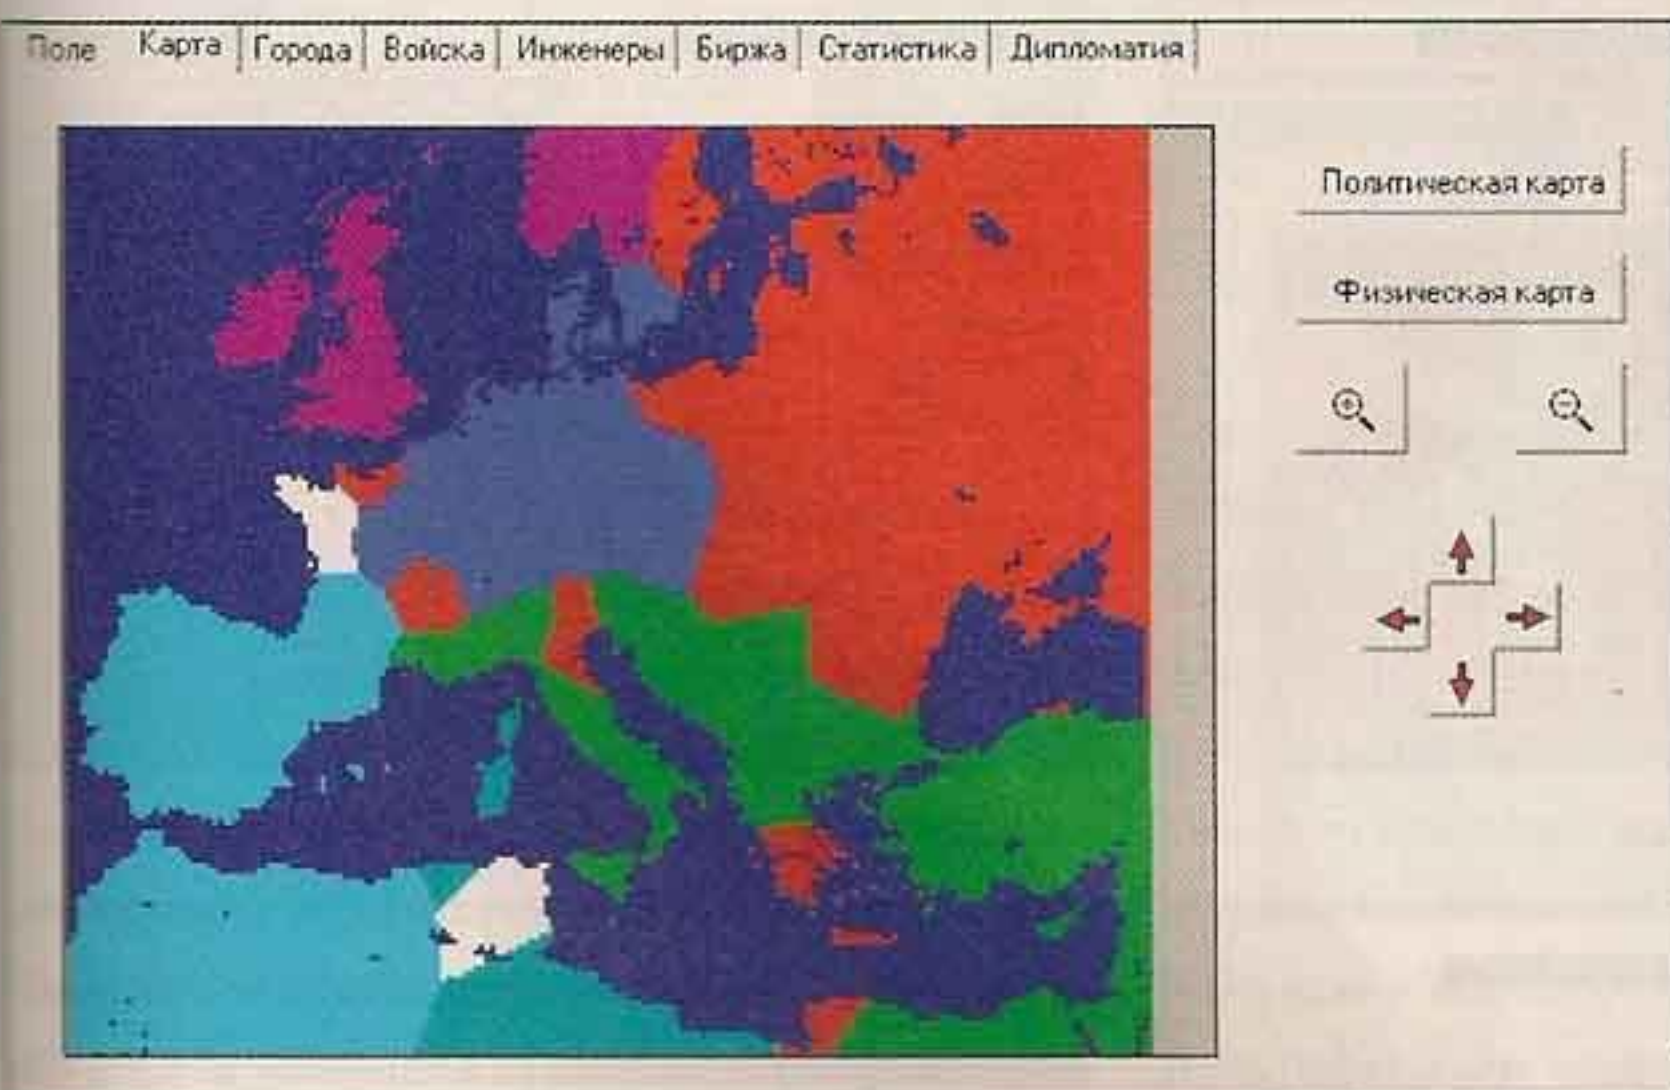 Поле Карта Города Войска Инженеры Биржа Статистика Дипломатия
Политическая карта
Физическая карта